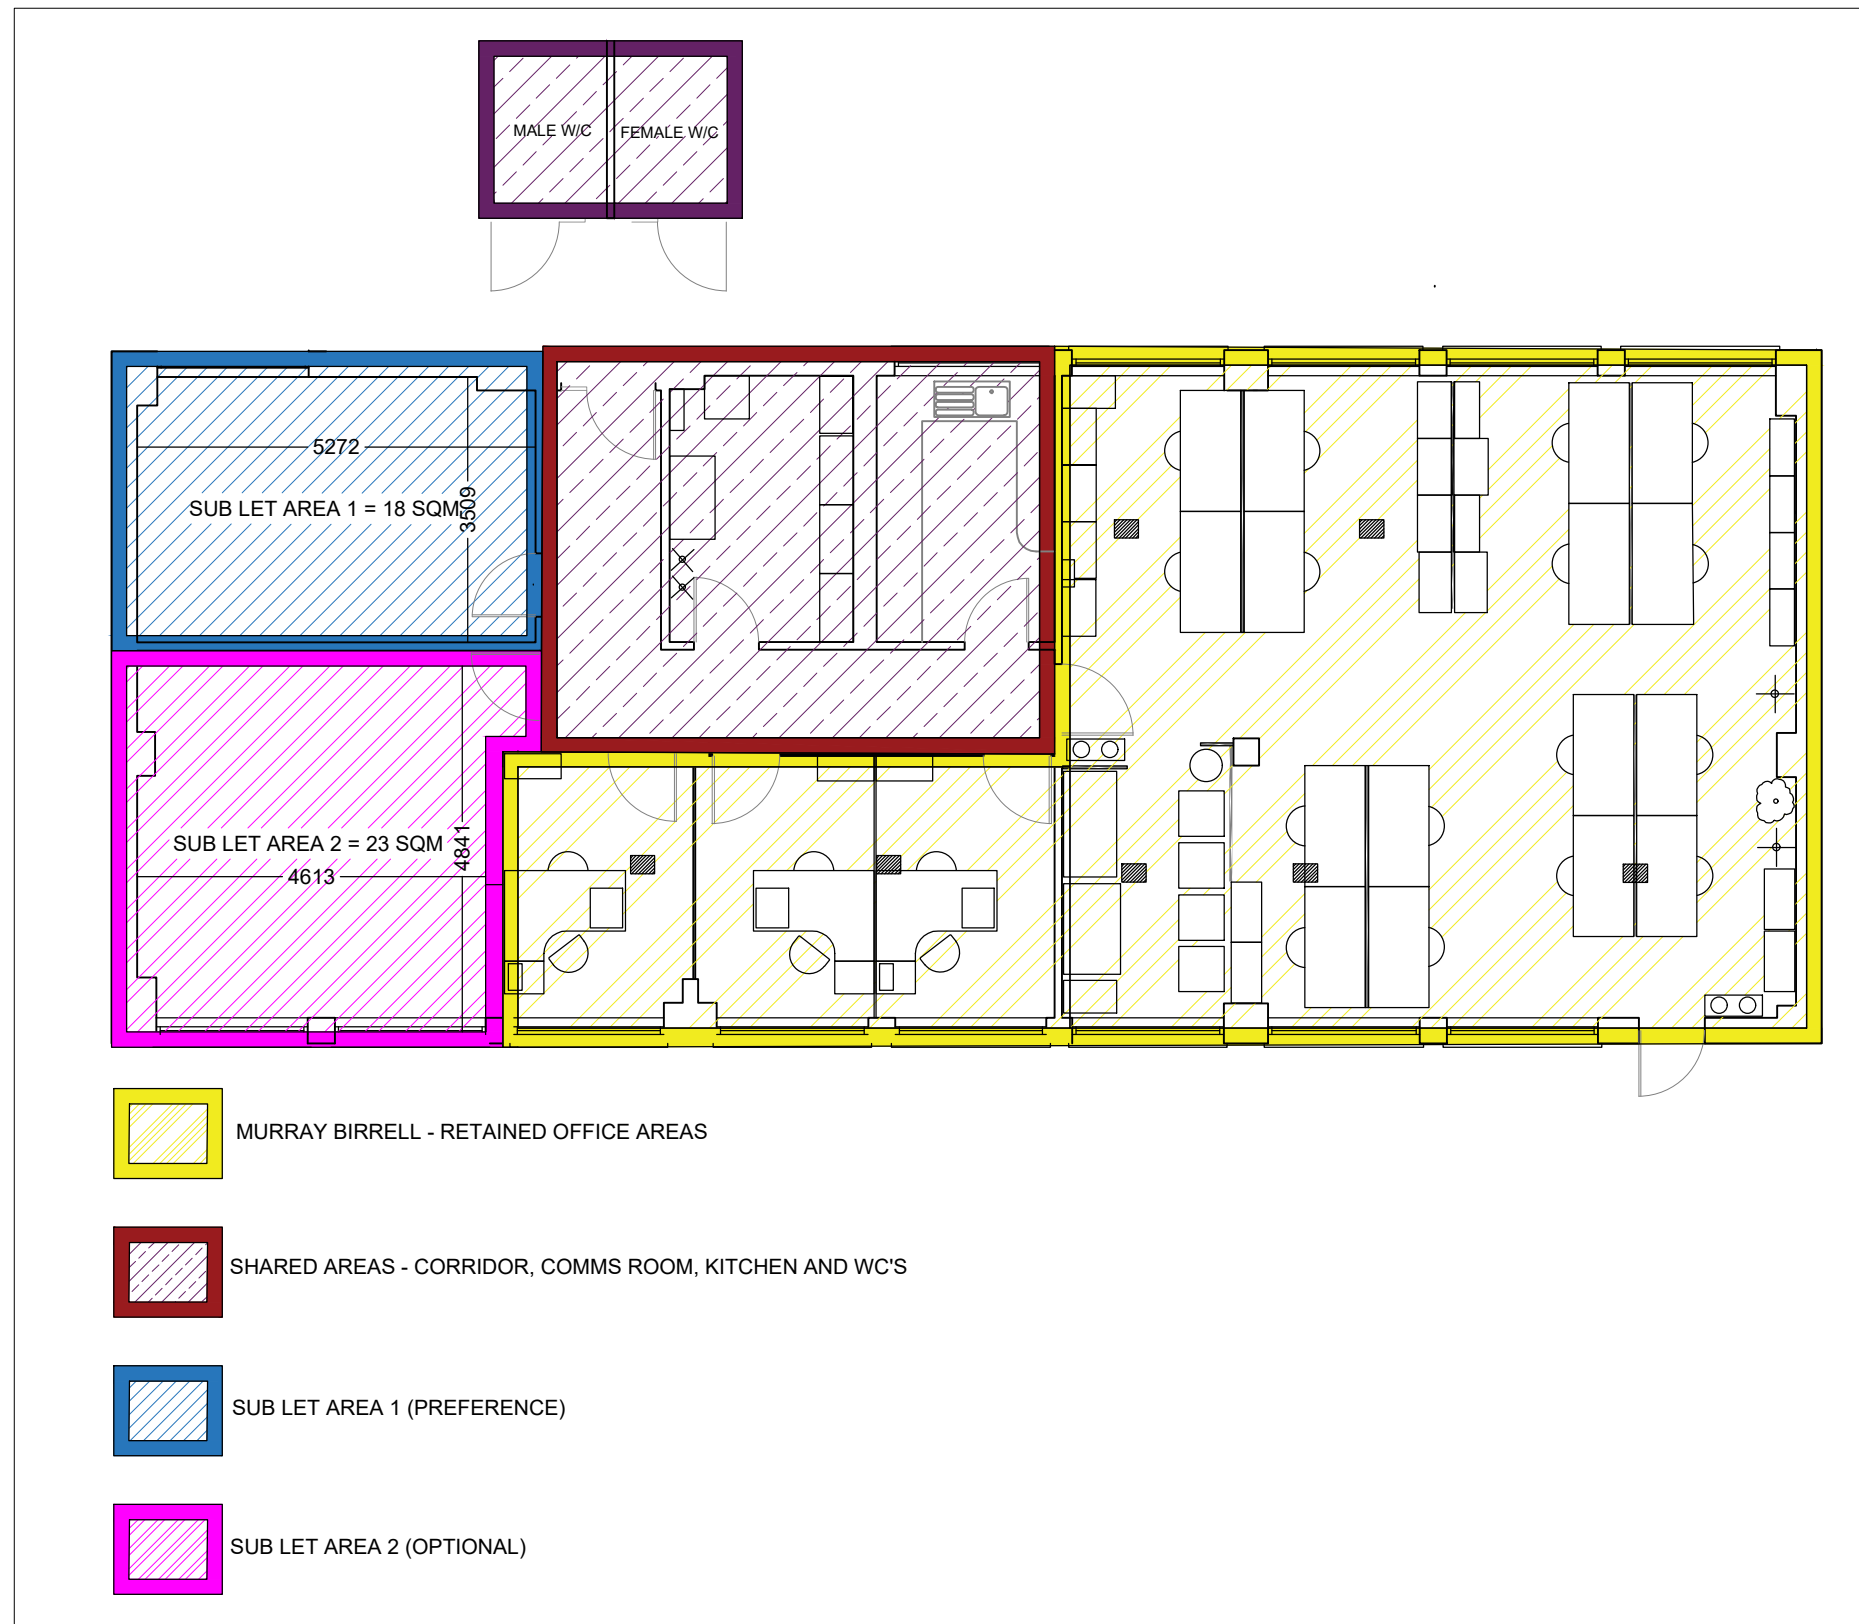 MALE W/C
FEMALE W/C
5272
SUB LET AREA 1 = 18 SQM
3509
SUB LET AREA 2 = 23 SQM
4841
4613
MURRAY BIRRELL - RETAINED OFFICE AREAS
SHARED AREAS - CORRIDOR, COMMS ROOM, KITCHEN AND WC'S
SUB LET AREA 1 (PREFERENCE)
SUB LET AREA 2 (OPTIONAL)